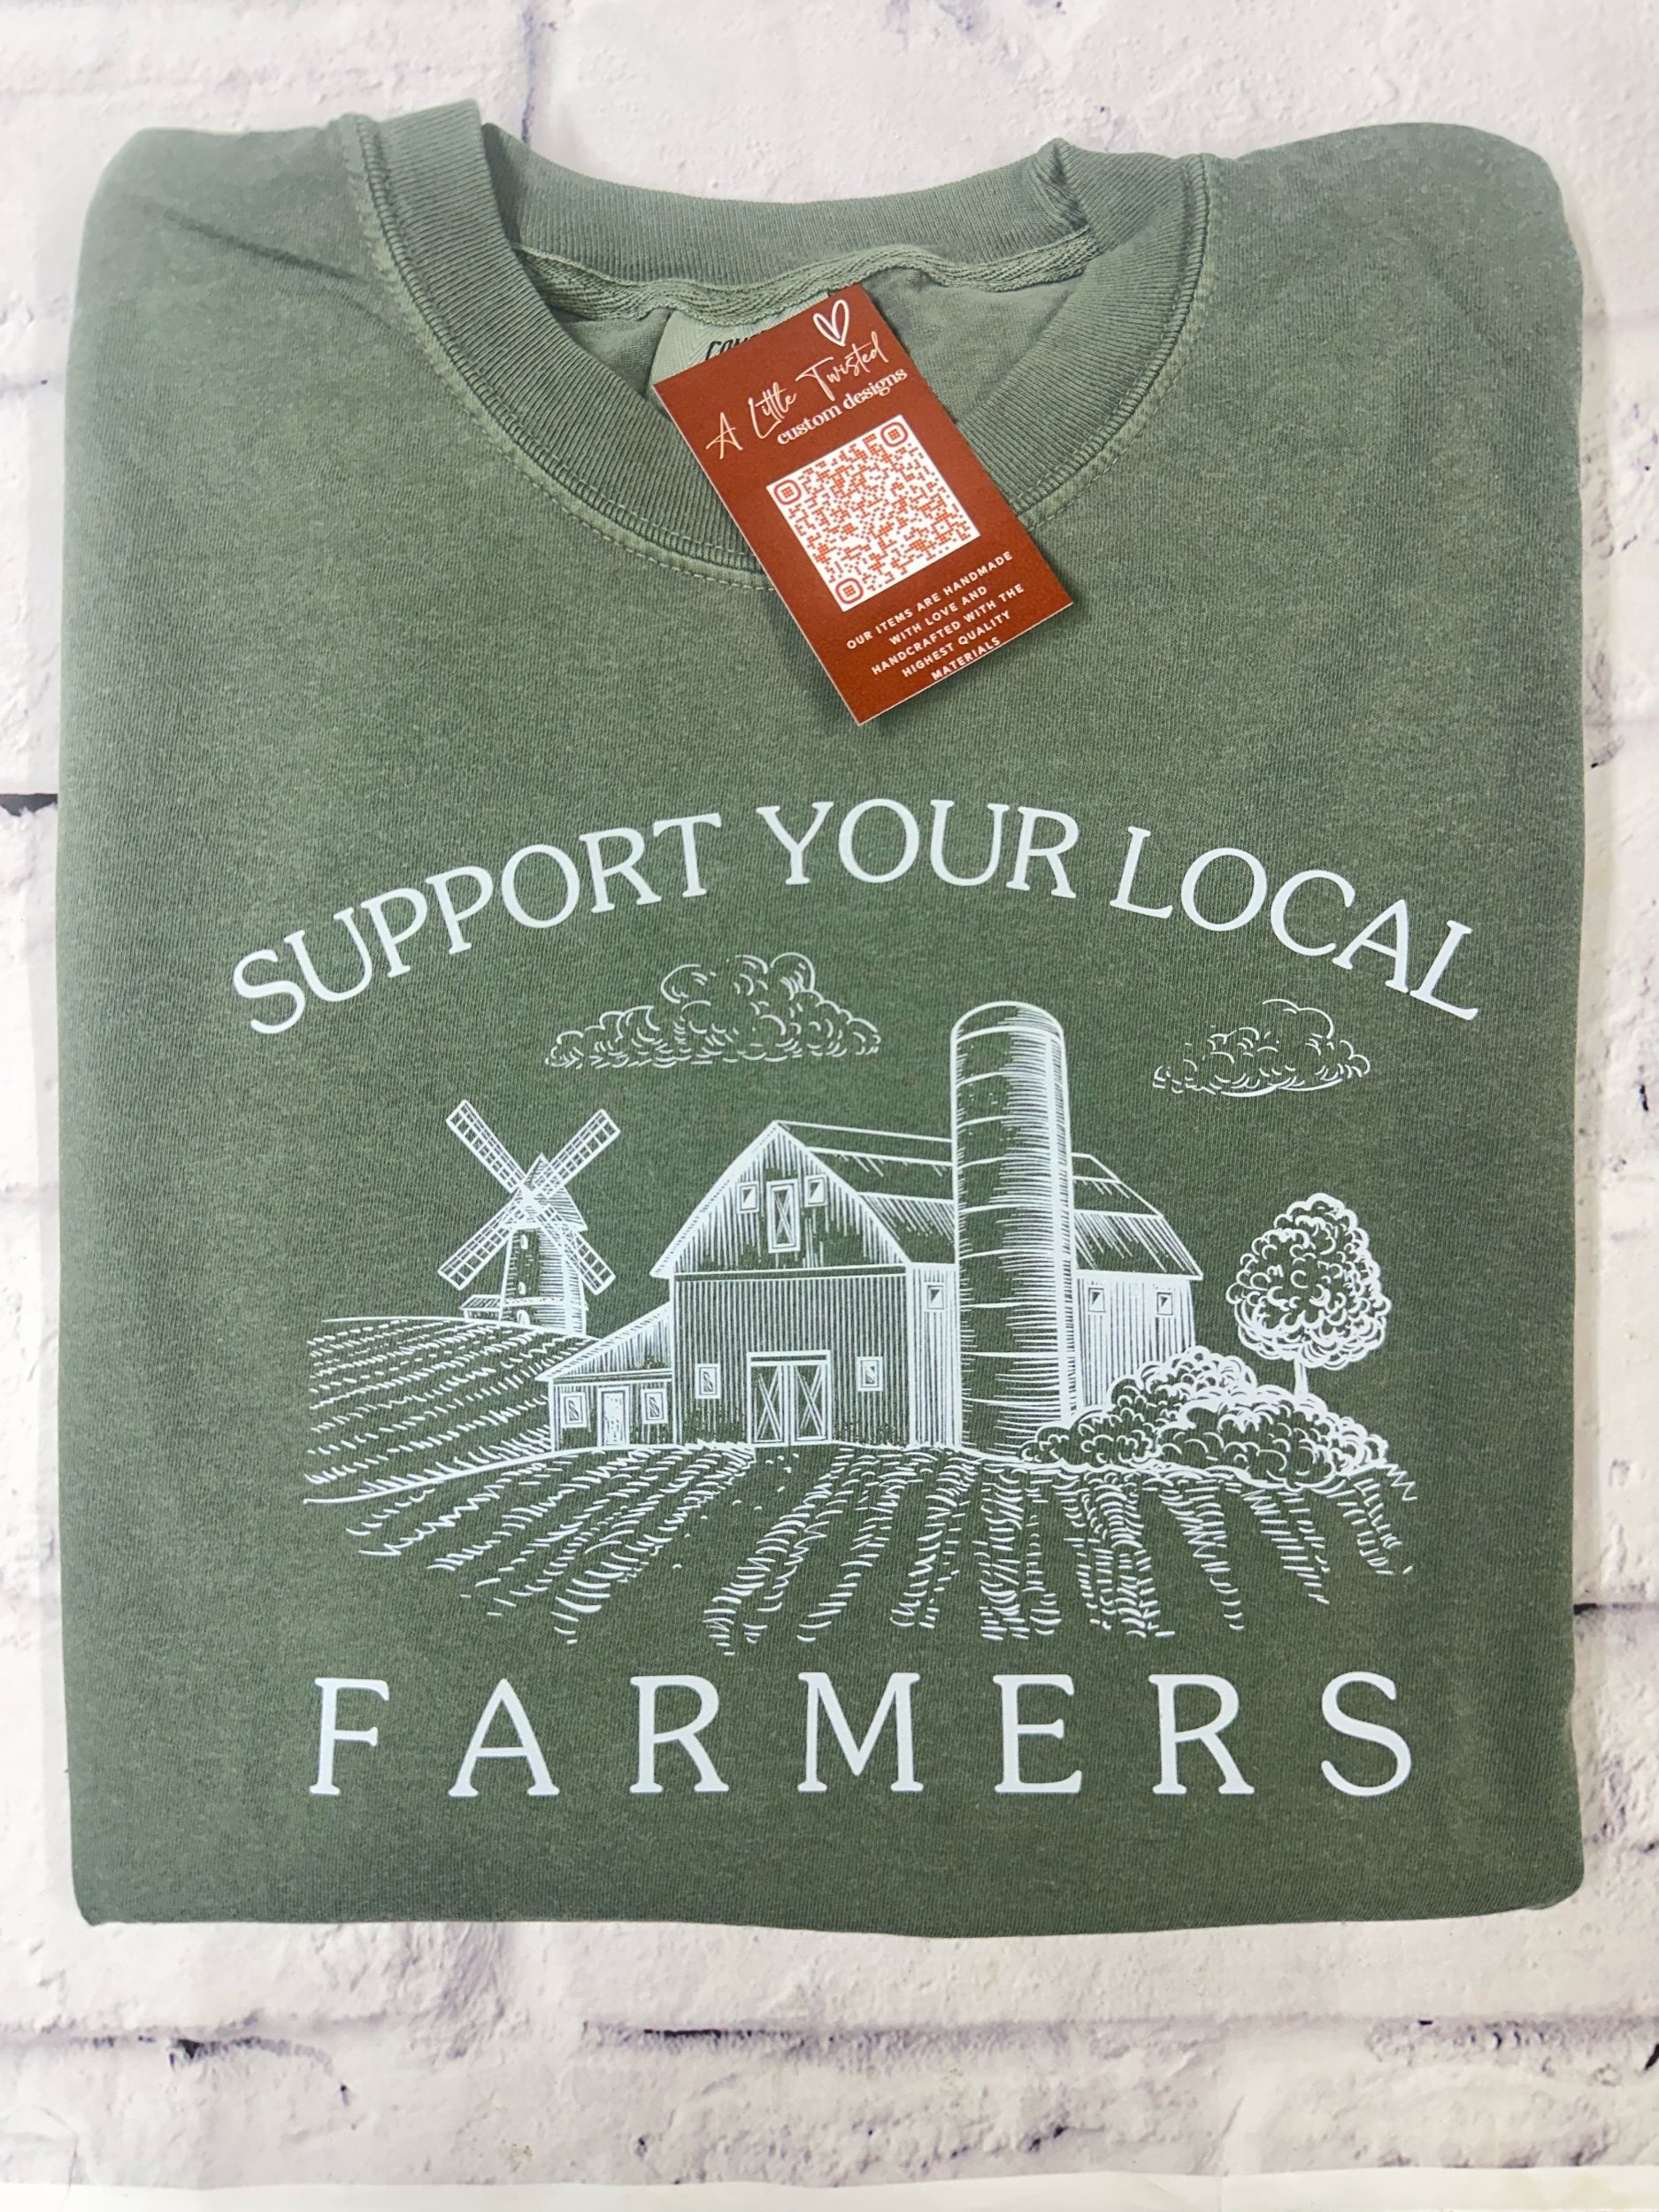 A Little Twisted
custom designs
OUR ITEMS ARE HANDMADE
WITH LOVE AND
HANDCRAFTED WITH THE
HIGHEST QUALITY
MATERIALS
SUPPORT YOUR LOCAL
FARMERS